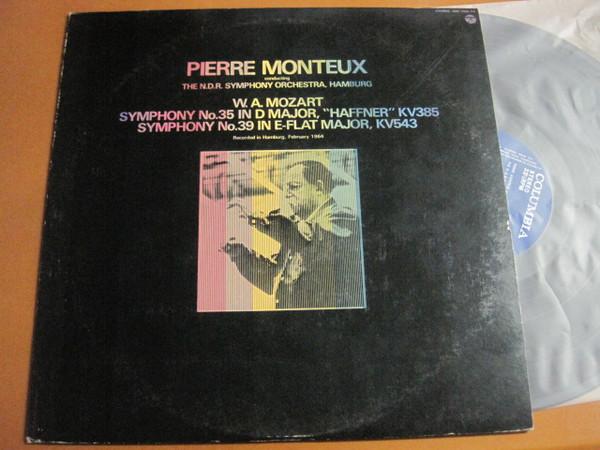 PIERRE MONTEUX
conducting
THE N.D.R. SYMPHONY ORCHESTRA, HAMBURG
W. A. MOZART
SYMPHONY No.35 IN D MAJOR, "HAFFNER" KV385
SYMPHONY No.39 IN E-FLAT MAJOR, KV543
Recorded in Hamburg, February 1964
COLUMBIA
STEREO